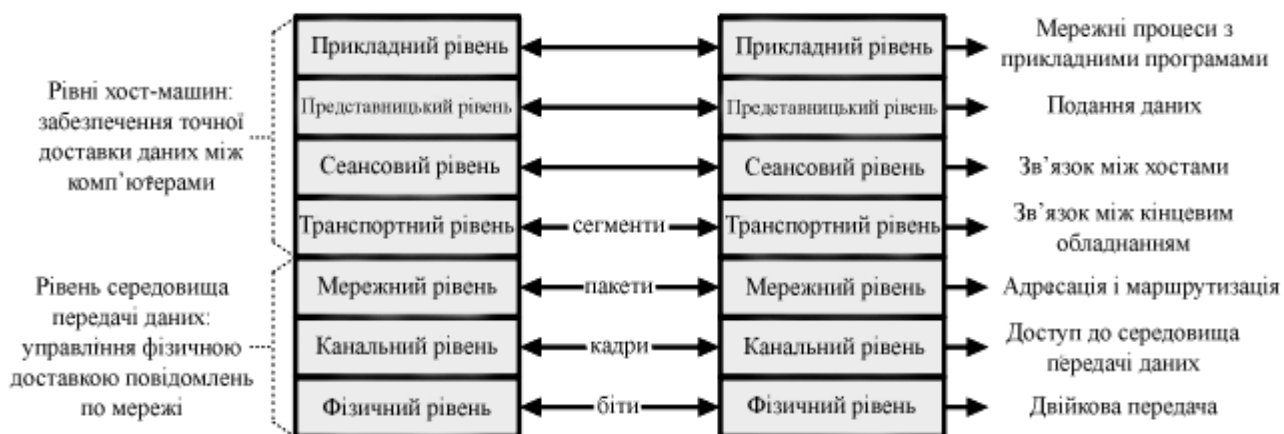 Рівні хост-машин:
забезпечення точної
доставки даних між
комп’ютерами
Рівень середовища
передачі даних:
управління фізичною
доставкою повідомлень
по мережі
Прикладний рівень
Представницький рівень
Сеансовий рівень
Транспортний рівень
Мережний рівень
Канальний рівень
Фізичний рівень
сегменти
пакети
кадри
біти
Прикладний рівень
Представницький рівень
Сеансовий рівень
Транспортний рівень
Мережний рівень
Канальний рівень
Фізичний рівень
Мережні процеси з
прикладними програмами
Подання даних
Зв’язок між хостами
Зв’язок між кінцевим
обладнанням
Адресація і маршрутизація
Доступ до середовища
передачі даних
Двійкова передача